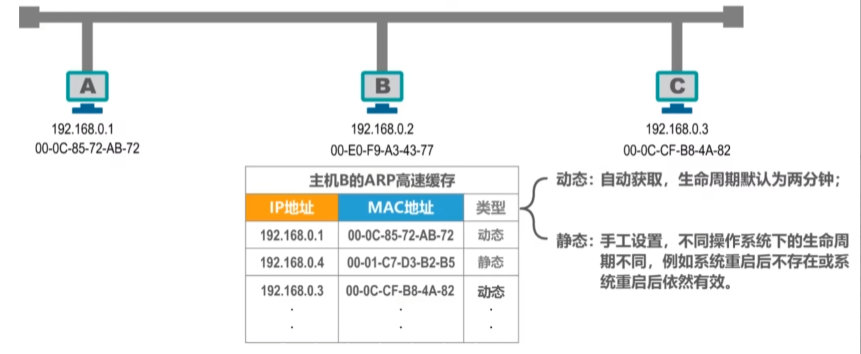 A
B
C
192.168.0.1
00-0C-85-72-AB-72
192.168.0.2
00-E0-F9-A3-43-77
192.168.0.3
00-0C-CF-B8-4A-82
主机B的ARP高速缓存
IP地址 MAC地址 类型
192.168.0.1 00-0C-85-72-AB-72 动态
192.168.0.4 00-01-C7-D3-B2-B5 静态
192.168.0.3 00-0C-CF-B8-4A-82 动态
动态：自动获取，生命周期默认为两分钟；
静态：手工设置，不同操作系统下的生命周
期不同，例如系统重启后不存在或系
统重启后依然有效。